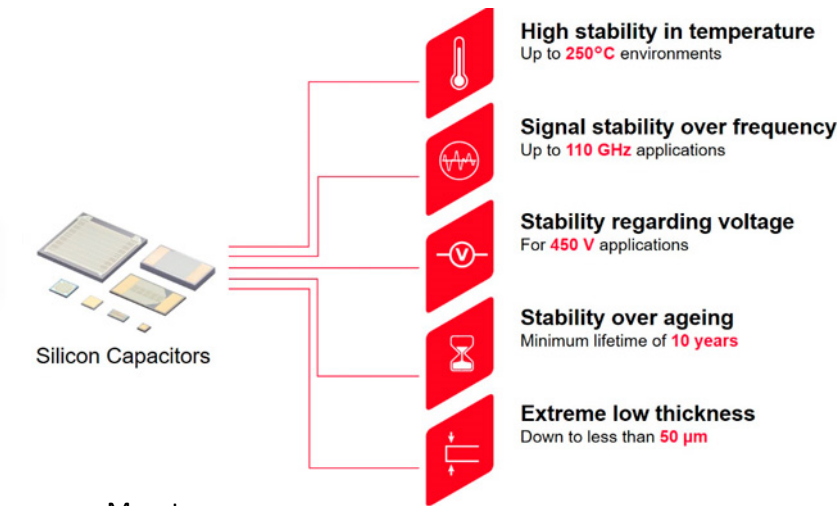 High stability in temperature
Up to 250°C environments
Signal stability over frequency
Up to 110 GHz applications
Stability regarding voltage
For 450 V applications
V
Stability over ageing
Minimum lifetime of 10 years
Silicon Capacitors
Extreme low thickness
Down to less than 50 µm